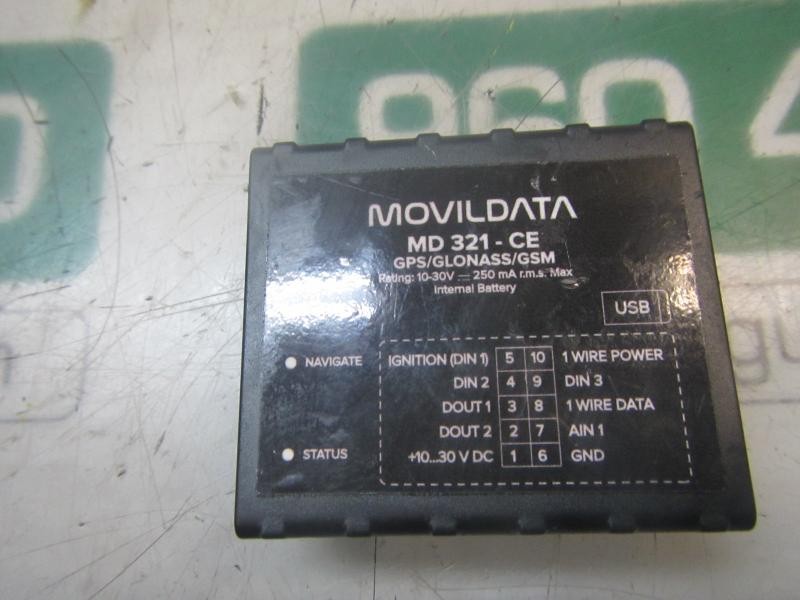 960 4
MOVILDATA
MD 321 - CE
GPS/GLONASS/GSM
Rating: 10-30V ⎓ 250 mA r.m.s. Max
Internal Battery
USB
NAVIGATE
STATUS
IGNITION (DIN 1) 5 10 1 WIRE POWER
DIN 2 4 9 DIN 3
DOUT 1 3 8 1 WIRE DATA
DOUT 2 2 7 AIN 1
+10...30 V DC 1 6 GND